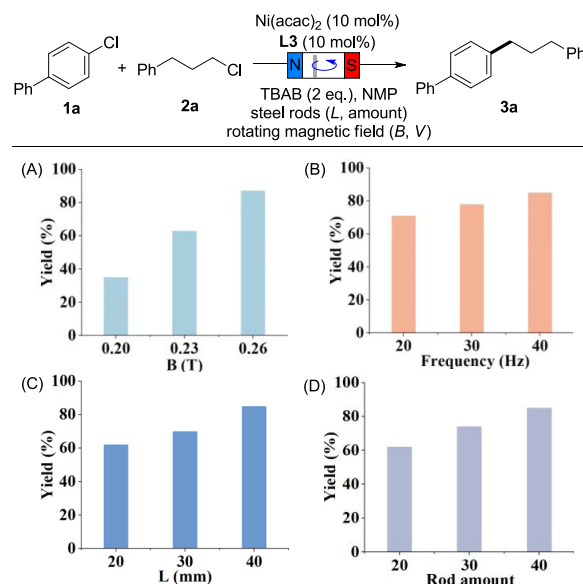 Ni(acac)₂ (10 mol%)
L3 (10 mol%)
Cl
Ph
1a
+
Ph
Cl
2a
N
S
TBAB (2 eq.), NMP
steel rods (L, amount)
rotating magnetic field (B, V)
Ph
Ph
3a
(A)
Yield (%)
100
80
60
40
20
0
0.20 0.23 0.26
B (T)
(B)
Yield (%)
100
80
60
40
20
0
20 30 40
Frequency (Hz)
(C)
Yield (%)
100
80
60
40
20
0
20 30 40
L (mm)
(D)
Yield (%)
100
80
60
40
20
0
20 30 40
Rod amount